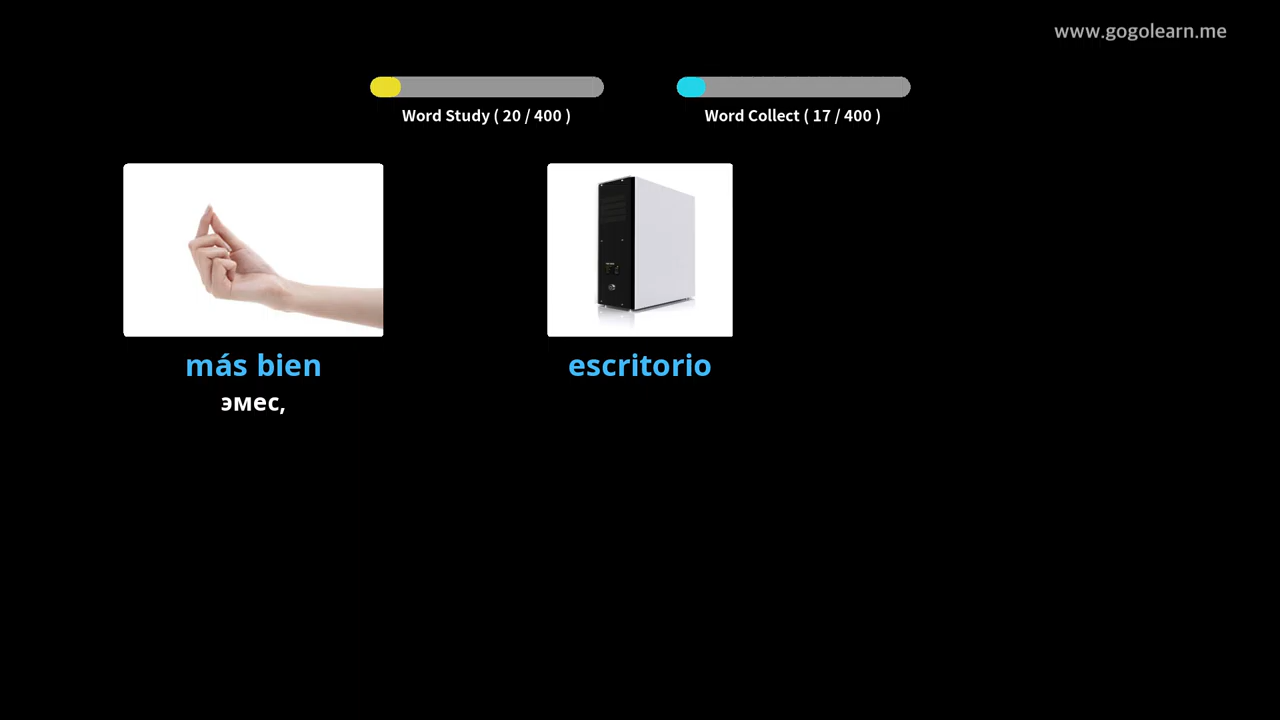 www.gogolearn.me
Word Study ( 20 / 400 )
Word Collect ( 17 / 400 )
más bien
escritorio
эмес,